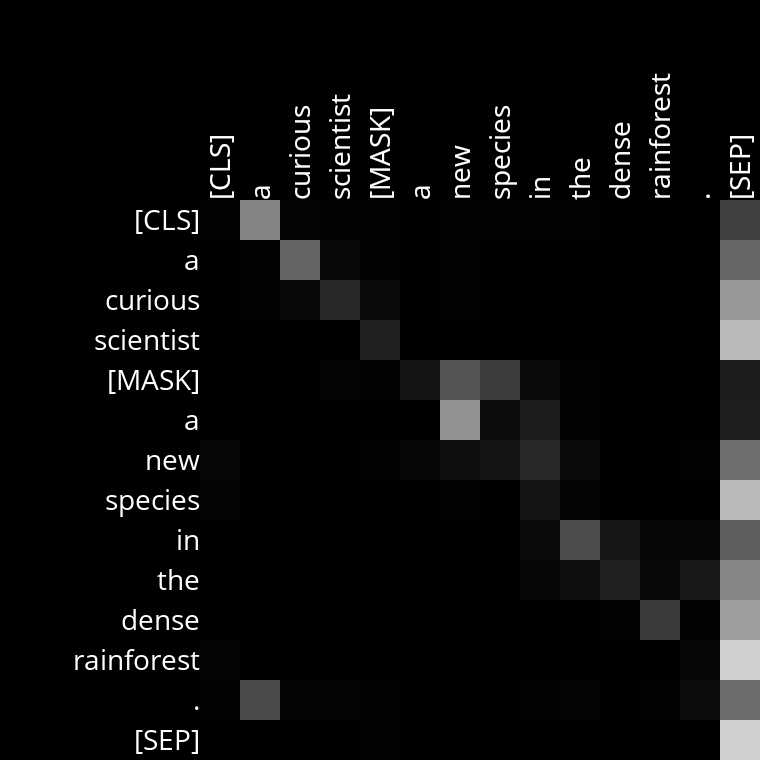 [CLS]
a
curious
scientist
[MASK]
a
new
species
in
the
dense
rainforest
.
[SEP]
[CLS]
a
curious
scientist
[MASK]
a
new
species
in
the
dense
rainforest
.
[SEP]